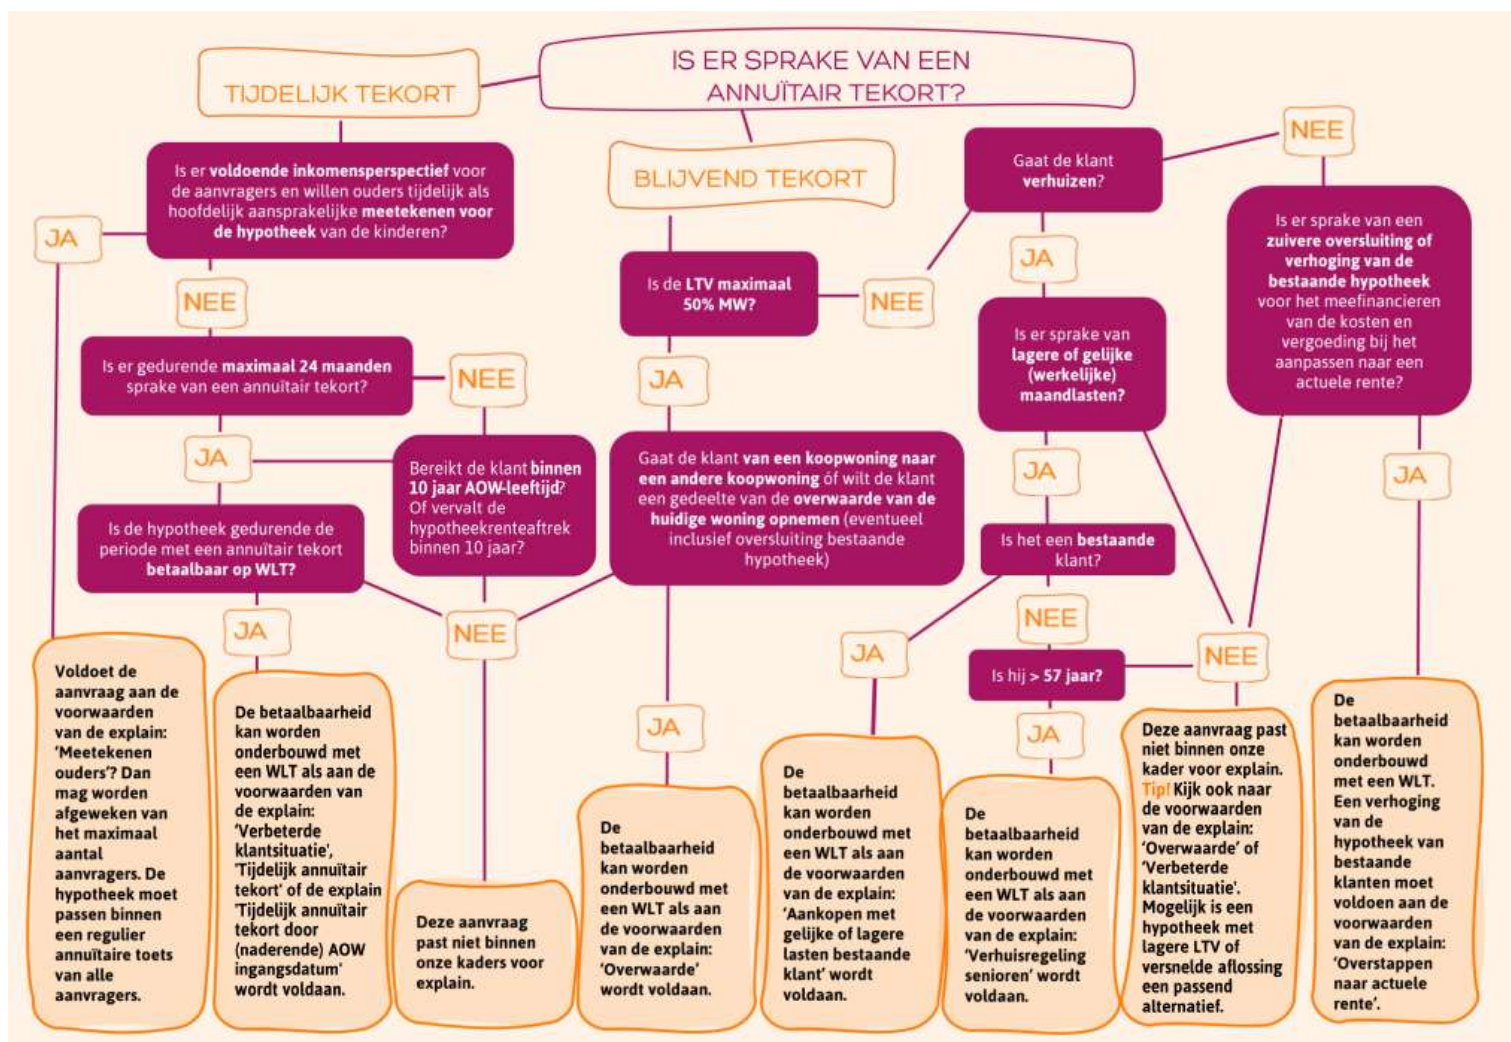 IS ER SPRAKE VAN EEN
ANNUÏTAIR TEKORT?
TIJDELIJK TEKORT
Is er voldoende inkomensperspectief voor
de aanvragers en willen ouders tijdelijk als
hoofdelijk aansprakelijke meetekenen voor
de hypotheek van de kinderen?
JA
NEE
Is er gedurende maximaal 24 maanden
sprake van een annuïtair tekort?
NEE
JA
Bereikt de klant binnen
10 jaar AOW-leeftijd?
Of vervalt de
hypotheekrenteaftrek
binnen 10 jaar?
Is de hypotheek gedurende de
periode met een annuïtair tekort
betaalbaar op WLT?
JA
NEE
BLIJVEND TEKORT
Is de LTV maximaal
50% MW?
NEE
JA
Gaat de klant van een koopwoning naar
een andere koopwoning óf wilt de klant
een gedeelte van de overwaarde van de
huidige woning opnemen (eventueel
inclusief oversluiting bestaande
hypotheek)
JA
Gaat de klant
verhuizen?
NEE
JA
Is er sprake van
lagere of gelijke
(werkelijke)
maandlasten?
JA
Is het een bestaande
klant?
JA
NEE
Is hij > 57 jaar?
JA
NEE
Is er sprake van een
zuivere oversluiting of
verhoging van de
bestaande hypotheek
voor het meefinancieren
van de kosten en
vergoeding bij het
aanpassen naar een
actuele rente?
JA
Voldoet de
aanvraag aan de
voorwaarden
van de explain:
'Meetekenen
ouders'? Dan
mag worden
afgeweken van
het maximaal
aantal
aanvragers. De
hypotheek moet
passen binnen
een regulier
annuïtaire toets
van alle
aanvragers.
De betaalbaarheid
kan worden
onderbouwd met
een WLT als aan de
voorwaarden van
de explain:
'Verbeterde
klantsituatie',
'Tijdelijk annuïtair
tekort' of de explain
'Tijdelijk annuïtair
tekort door
(naderende) AOW
ingangsdatum'
wordt voldaan.
Deze aanvraag
past niet binnen
onze kaders voor
explain.
De
betaalbaarheid
kan worden
onderbouwd met
een WLT als aan
de voorwaarden
van de explain:
'Overwaarde'
wordt voldaan.
De
betaalbaarheid
kan worden
onderbouwd met
een WLT als aan
de voorwaarden
van de explain:
'Aankopen met
gelijke of lagere
lasten bestaande
klant' wordt
voldaan.
De
betaalbaarheid
kan worden
onderbouwd met
een WLT als aan
de voorwaarden
van de explain:
'Verhuisregeling
senioren' wordt
voldaan.
Deze aanvraag past
niet binnen onze
kader voor explain.
Tip! Kijk ook naar
de voorwaarden
van de explain:
'Overwaarde' of
'Verbeterde
klantsituatie'.
Mogelijk is een
hypotheek met
lagere LTV of
versnelde aflossing
een passend
alternatief.
De
betaalbaarheid
kan worden
onderbouwd
met een WLT.
Een verhoging
van de
hypotheek van
bestaande
klanten moet
voldoen aan de
voorwaarden
van de explain:
'Overstappen
naar actuele
rente'.